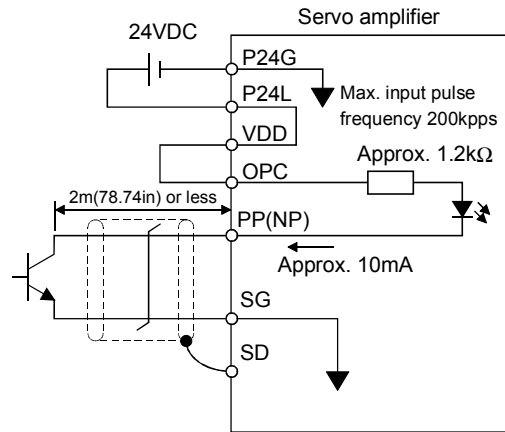 Servo amplifier
24VDC
P24G
P24L
Max. input pulse
frequency 200kpps
VDD
Approx. 1.2kΩ
OPC
2m(78.74in) or less
PP(NP)
Approx. 10mA
SG
SD